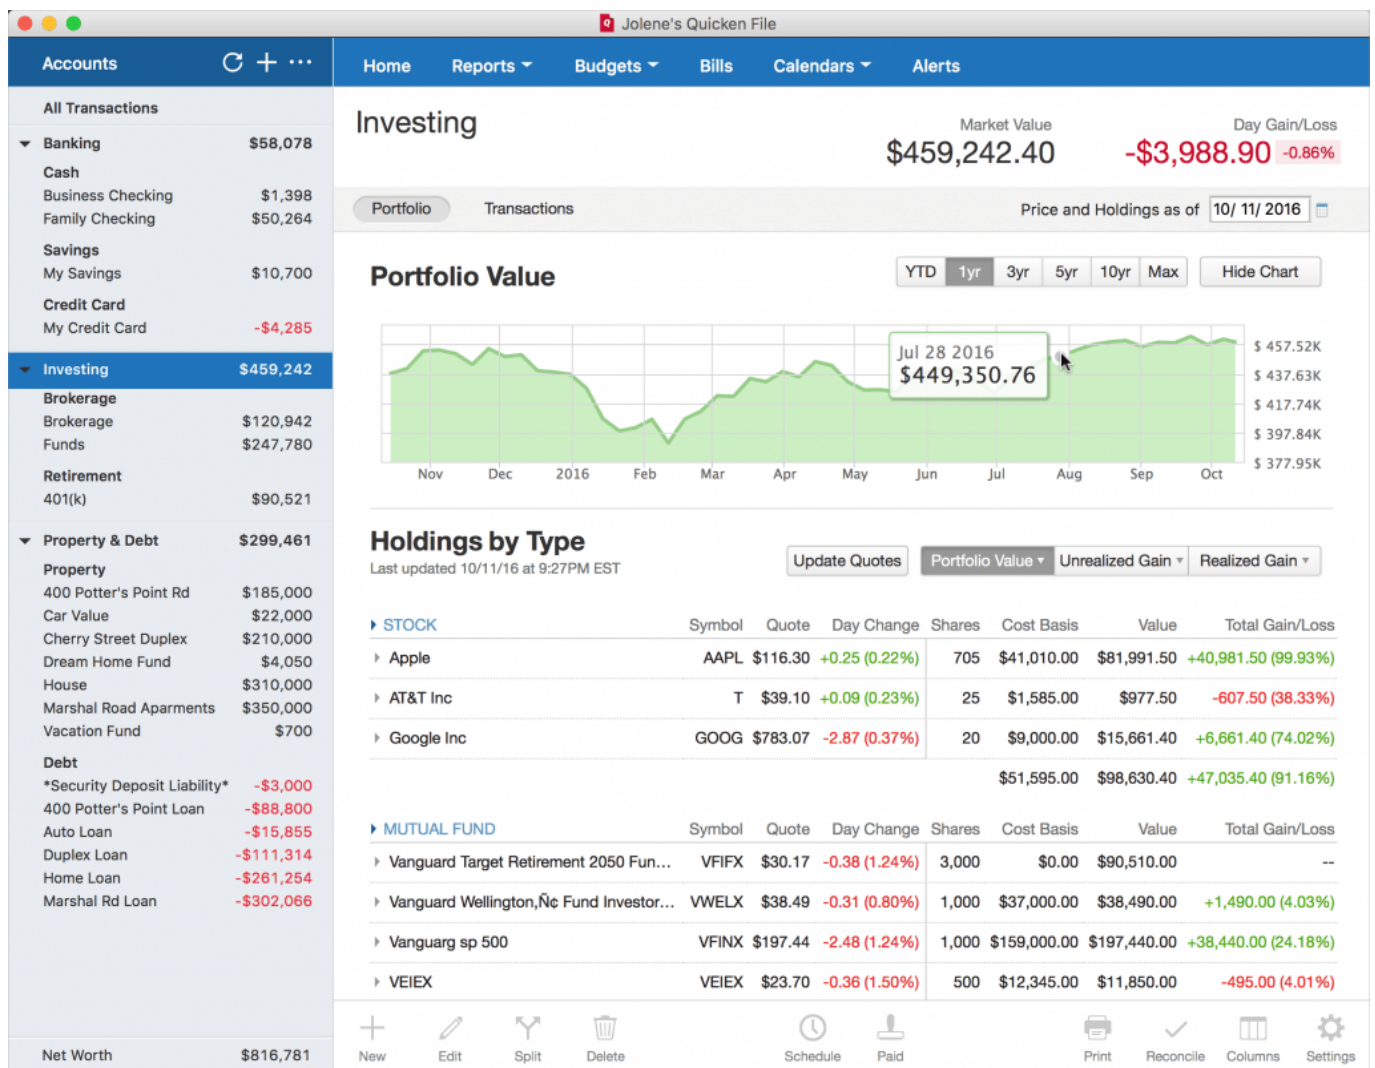 Jolene's Quicken File
Accounts
Home Reports Budgets Bills Calendars Alerts
All Transactions
Banking $58,078
Cash
Business Checking $1,398
Family Checking $50,264
Savings
My Savings $10,700
Credit Card
My Credit Card -$4,285
Investing $459,242
Brokerage
Brokerage $120,942
Funds $247,780
Retirement
401(k) $90,521
Property & Debt $299,461
Property
400 Potter's Point Rd $185,000
Car Value $22,000
Cherry Street Duplex $210,000
Dream Home Fund $4,050
House $310,000
Marshal Road Aparments $350,000
Vacation Fund $700
Debt
*Security Deposit Liability* -$3,000
400 Potter's Point Loan -$88,800
Auto Loan -$15,855
Duplex Loan -$111,314
Home Loan -$261,254
Marshal Rd Loan -$302,066
Net Worth $816,781
Investing
Market Value Day Gain/Loss
$459,242.40 -$3,988.90 -0.86%
Portfolio Transactions Price and Holdings as of 10/ 11/ 2016
Portfolio Value YTD 1yr 3yr 5yr 10yr Max Hide Chart
Jul 28 2016
$449,350.76
$ 457.52K
$ 437.63K
$ 417.74K
$ 397.84K
$ 377.95K
Nov Dec 2016 Feb Mar Apr May Jun Jul Aug Sep Oct
Holdings by Type
Last updated 10/11/16 at 9:27PM EST
Update Quotes Portfolio Value Unrealized Gain Realized Gain
STOCK Symbol Quote Day Change Shares Cost Basis Value Total Gain/Loss
Apple AAPL $116.30 +0.25 (0.22%) 705 $41,010.00 $81,991.50 +40,981.50 (99.93%)
AT&T Inc T $39.10 +0.09 (0.23%) 25 $1,585.00 $977.50 -607.50 (38.33%)
Google Inc GOOG $783.07 -2.87 (0.37%) 20 $9,000.00 $15,661.40 +6,661.40 (74.02%)
$51,595.00 $98,630.40 +47,035.40 (91.16%)
MUTUAL FUND Symbol Quote Day Change Shares Cost Basis Value Total Gain/Loss
Vanguard Target Retirement 2050 Fun... VFIFX $30.17 -0.38 (1.24%) 3,000 $0.00 $90,510.00 --
Vanguard Wellington,Ñ¢ Fund Investor... VWELX $38.49 -0.31 (0.80%) 1,000 $37,000.00 $38,490.00 +1,490.00 (4.03%)
Vanguarg sp 500 VFINX $197.44 -2.48 (1.24%) 1,000 $159,000.00 $197,440.00 +38,440.00 (24.18%)
VEIEX VEIEX $23.70 -0.36 (1.50%) 500 $12,345.00 $11,850.00 -495.00 (4.01%)
New Edit Split Delete Schedule Paid Print Reconcile Columns Settings